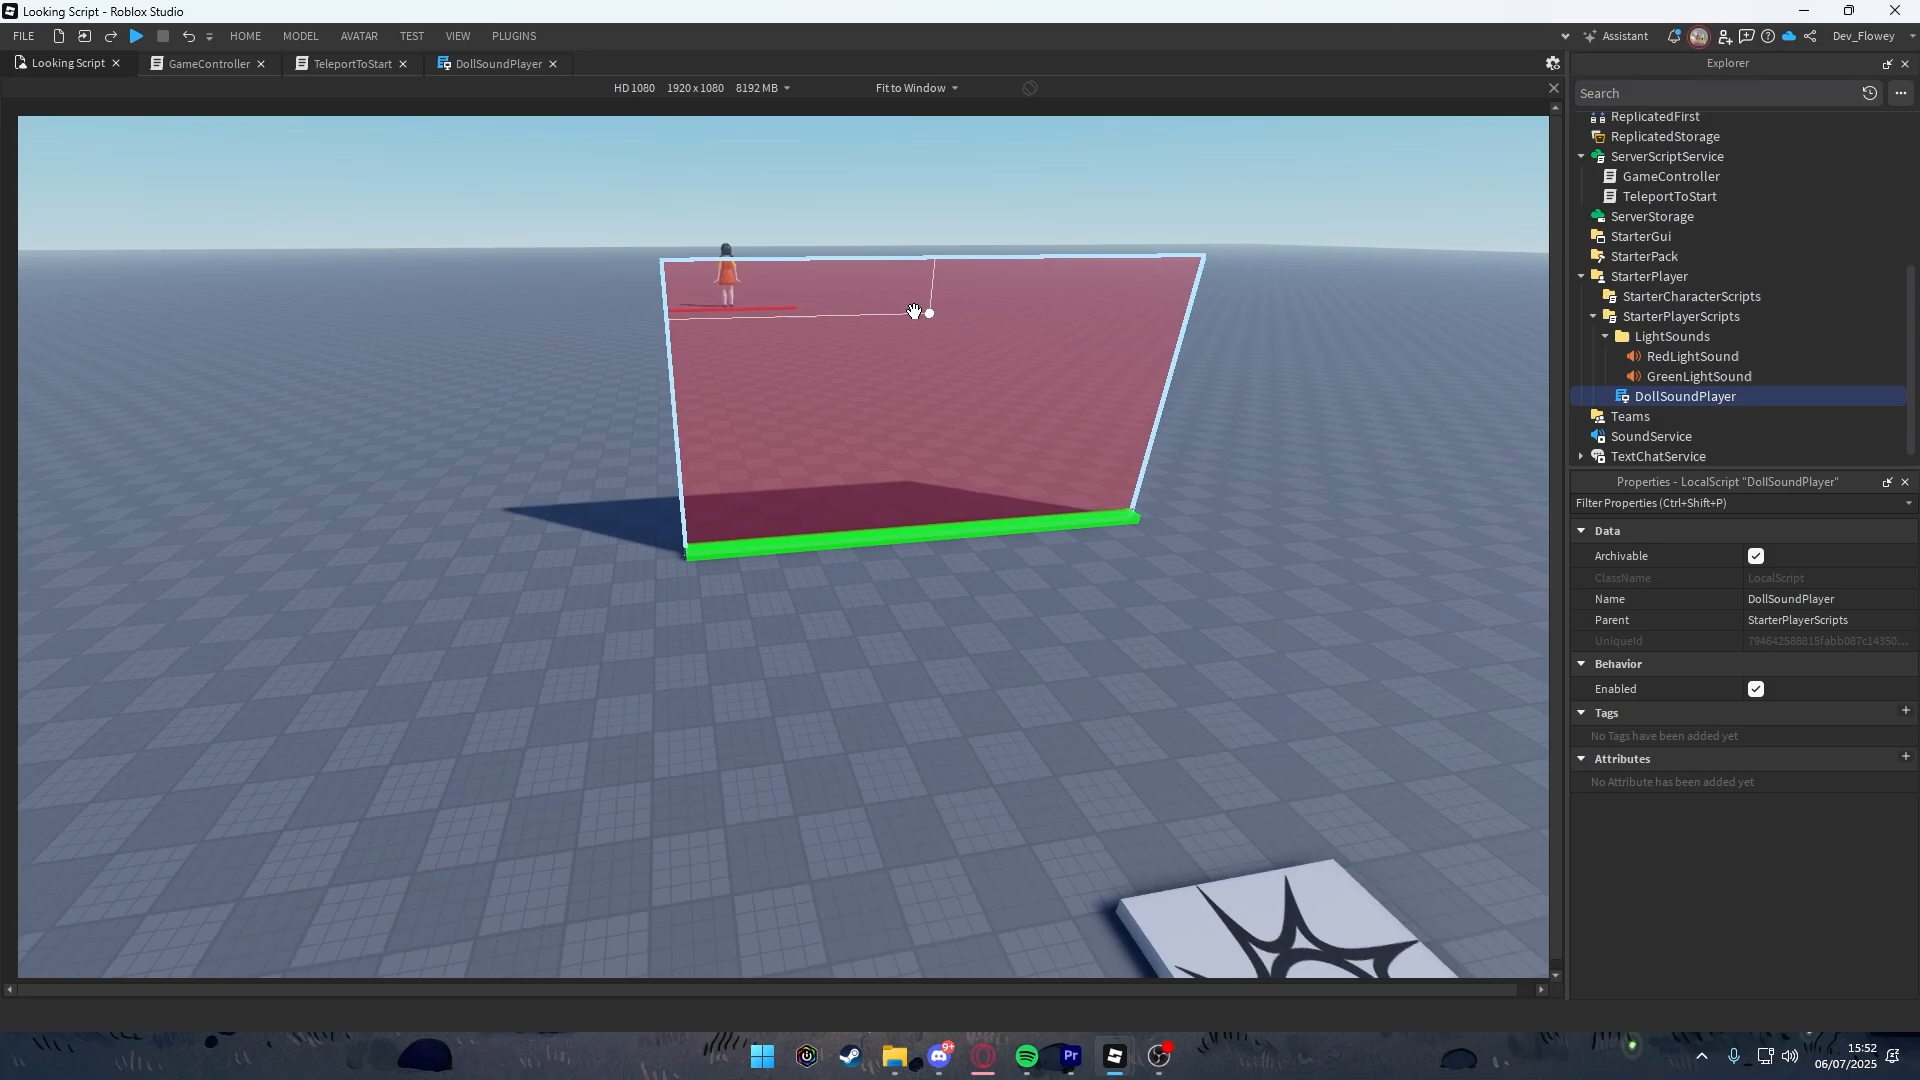 Looking Script - Roblox Studio
FILE HOME MODEL AVATAR TEST VIEW PLUGINS Assistant Dev_Flowey
Looking Script GameController TeleportToStart DollSoundPlayer
HD 1080 1920 x 1080 8192 MB Fit to Window
Explorer
Search
ReplicatedFirst
ReplicatedStorage
ServerScriptService
GameController
TeleportToStart
ServerStorage
StarterGui
StarterPack
StarterPlayer
StarterCharacterScripts
StarterPlayerScripts
LightSounds
RedLightSound
GreenLightSound
DollSoundPlayer
Teams
SoundService
TextChatService
Properties - LocalScript "DollSoundPlayer"
Filter Properties (Ctrl+Shift+P)
Data
Archivable
ClassName LocalScript
Name DollSoundPlayer
Parent StarterPlayerScripts
UniqueId 794642588815fabb087c14350...
Behavior
Enabled
Tags
No Tags have been added yet
Attributes
No Attribute has been added yet
9+
Pr
15:52
06/07/2025